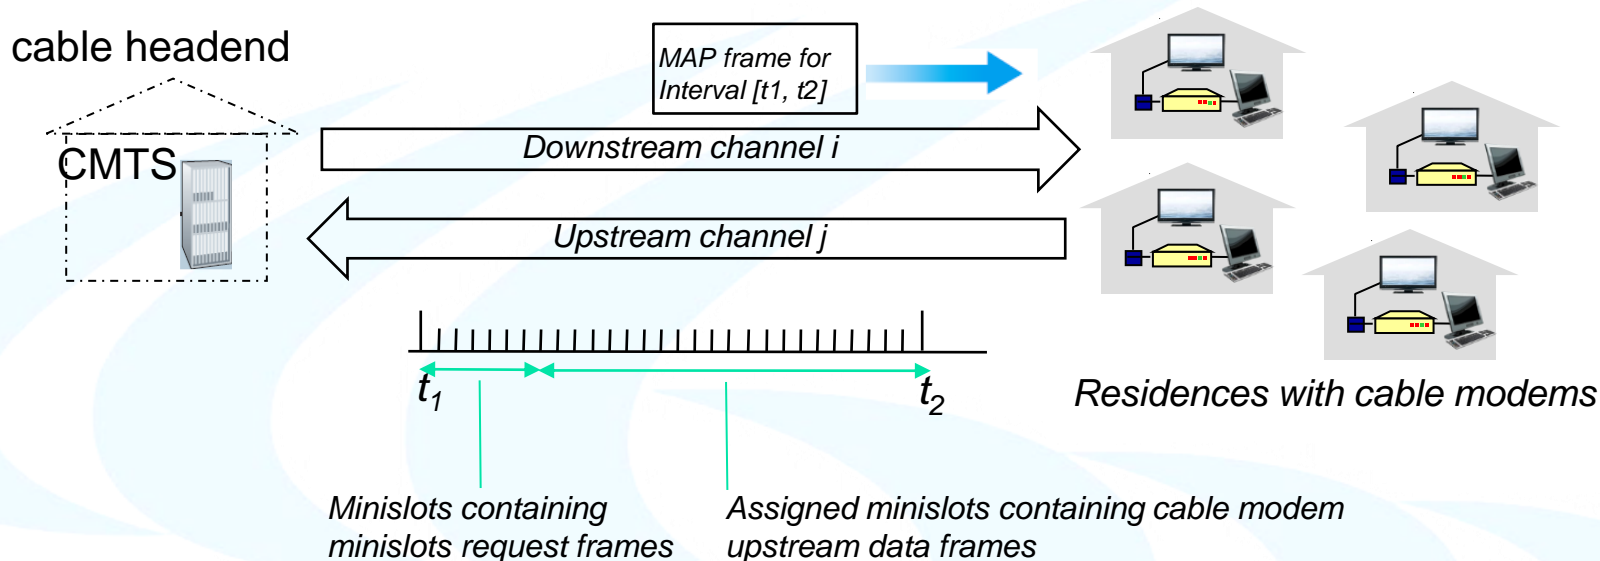 cable headend
MAP frame for
Interval [t1, t2]
CMTS
Downstream channel i
Upstream channel j
t1
t2
Residences with cable modems
Minislots containing
minislots request frames
Assigned minislots containing cable modem
upstream data frames